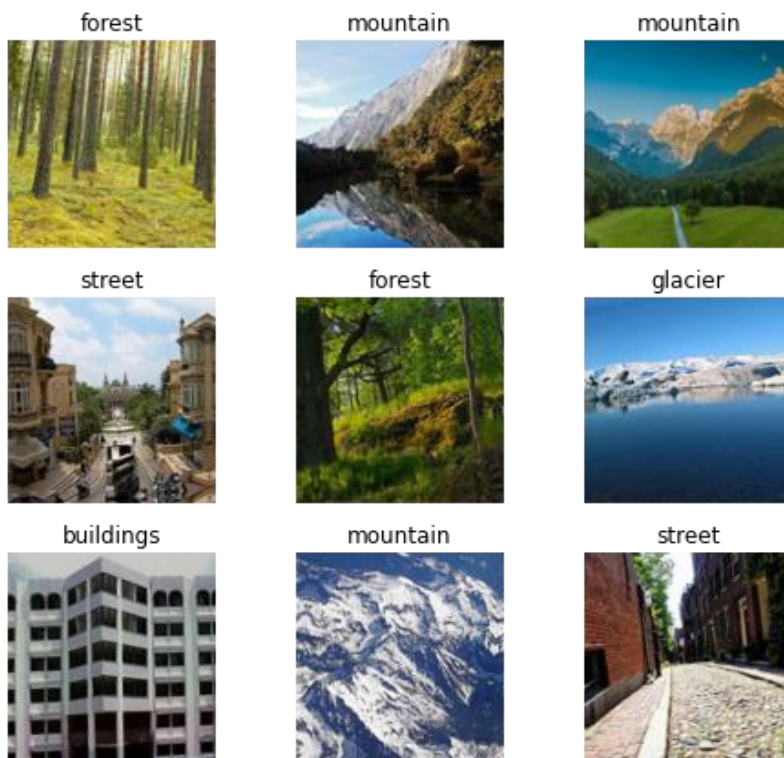 forest
mountain
mountain
street
forest
glacier
buildings
mountain
street